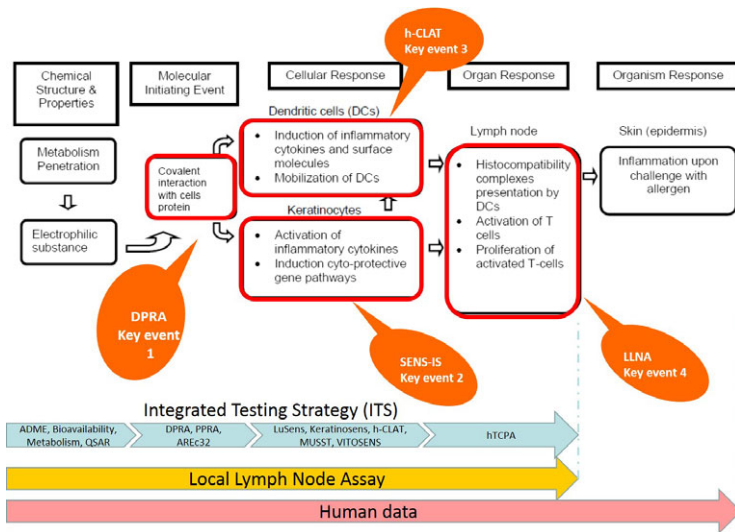 h-CLAT
Key event 3
Chemical
Structure &
Properties
Molecular
Initiating Event
Cellular Response
Organ Response
Organism Response
Dendritic cells (DCs)
• Induction of inflammatory
cytokines and surface
molecules
• Mobilization of DCs
Lymph node
Skin (epidermis)
Metabolism
Penetration
Covalent
interaction
with cells
protein
• Histocompatibility
complexes
presentation by
DCs
• Activation of T
cells
• Proliferation of
activated T-cells
Inflammation upon
challenge with
allergen
Keratinocytes
• Activation of
inflammatory cytokines
• Induction cyto-protective
gene pathways
Electrophilic
substance
DPRA
Key event
1
SENS-IS
Key event 2
LLNA
Key event 4
Integrated Testing Strategy (ITS)
ADME, Bioavailability,
Metabolism, QSAR
DPRA, PPRA,
AREc32
LuSens, Keratinosens, h-CLAT,
MUSST, VITOSENS
hTCPA
Local Lymph Node Assay
Human data